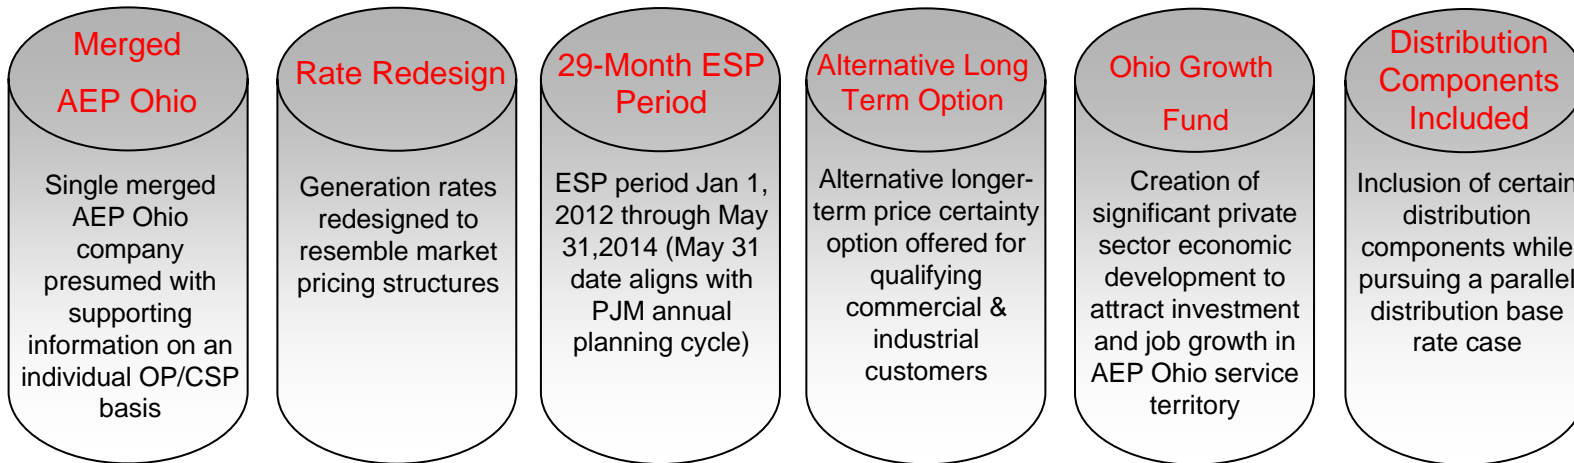 Merged
AEP Ohio
Single merged
AEP Ohio
company
presumed with
supporting
information on an
individual OP/CSP
basis
Rate Redesign
Generation rates
redesigned to
resemble market
pricing structures
29-Month ESP
Period
ESP period Jan 1,
2012 through May
31,2014 (May 31
date aligns with
PJM annual
planning cycle)
Alternative Long
Term Option
Alternative longer-
term price certainty
option offered for
qualifying
commercial &
industrial
customers
Ohio Growth
Fund
Creation of
significant private
sector economic
development to
attract investment
and job growth in
AEP Ohio service
territory
Distribution
Components
Included
Inclusion of certain
distribution
components while
pursuing a parallel
distribution base
rate case